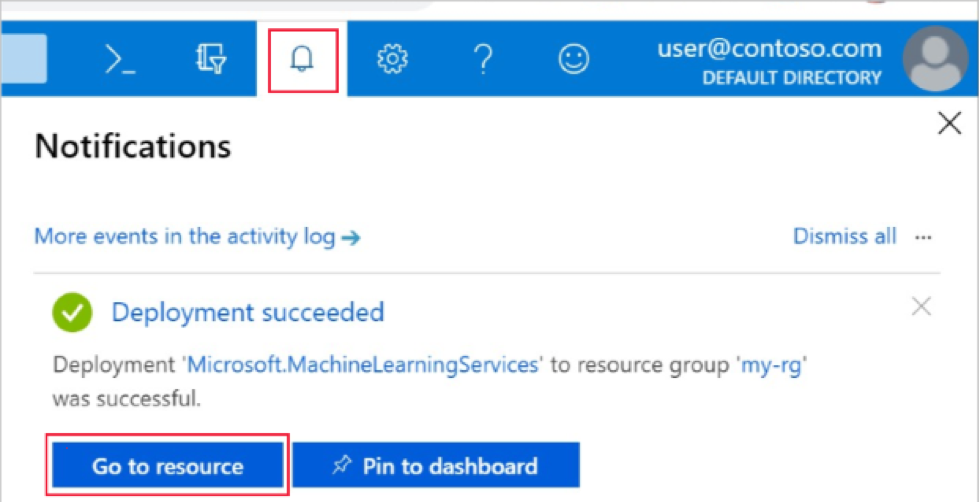 user@contoso.com
DEFAULT DIRECTORY
Notifications
More events in the activity log →
Dismiss all ...
Deployment succeeded
Deployment 'Microsoft.MachineLearningServices' to resource group 'my-rg'
was successful.
Go to resource
Pin to dashboard